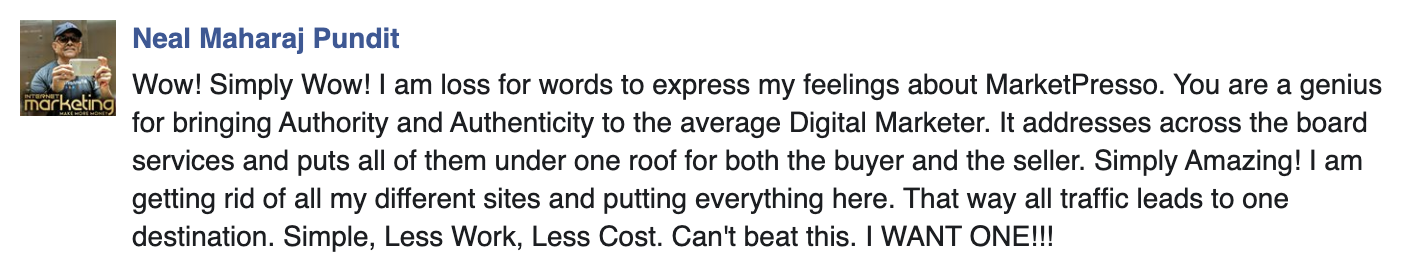 Neal Maharaj Pundit
Wow! Simply Wow! I am loss for words to express my feelings about MarketPresso. You are a genius
for bringing Authority and Authenticity to the average Digital Marketer. It addresses across the board
services and puts all of them under one roof for both the buyer and the seller. Simply Amazing! I am
getting rid of all my different sites and putting everything here. That way all traffic leads to one
destination. Simple, Less Work, Less Cost. Can't beat this. I WANT ONE!!!
INTERNET
marketing
MAKE MORE MONEY